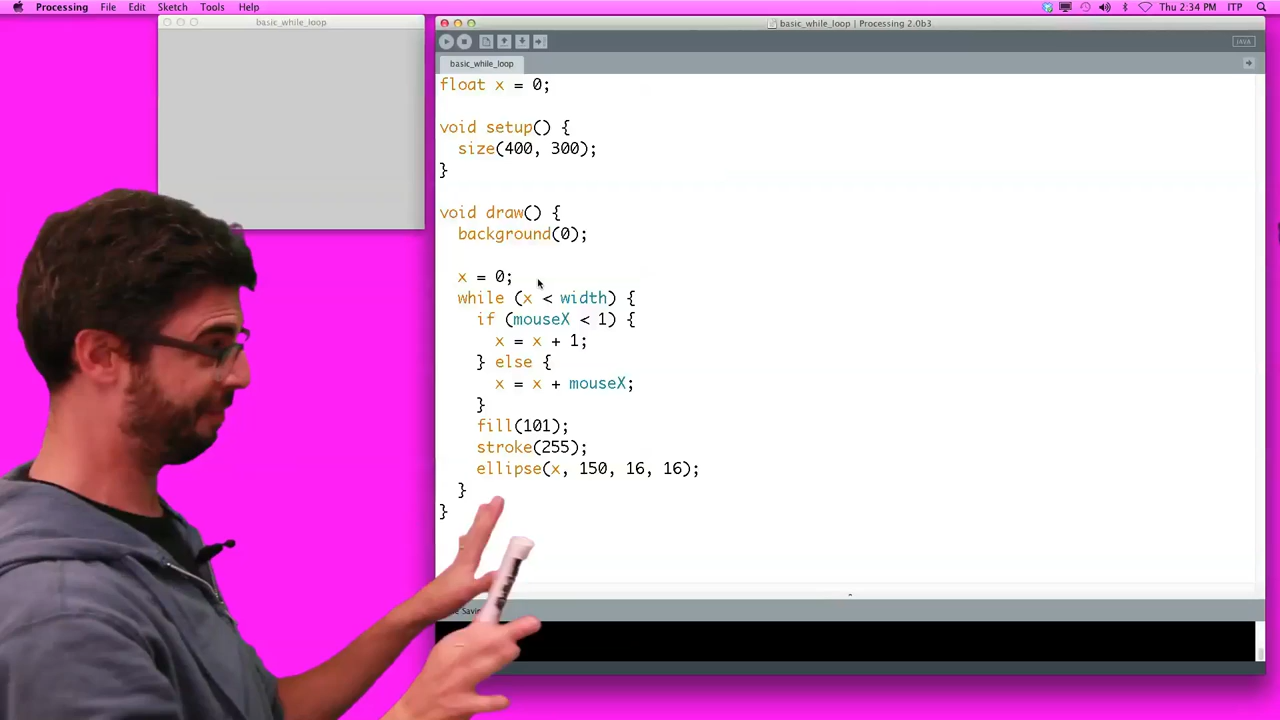 Processing File Edit Sketch Tools Help Thu 2:34 PM ITP
basic_while_loop
basic_while_loop | Processing 2.0b3
JAVA
basic_while_loop
float x = 0;
void setup() {
size(400, 300);
}
void draw() {
background(0);
x = 0;
while (x < width) {
if (mouseX < 1) {
x = x + 1;
} else {
x = x + mouseX;
}
fill(101);
stroke(255);
ellipse(x, 150, 16, 16);
}
}